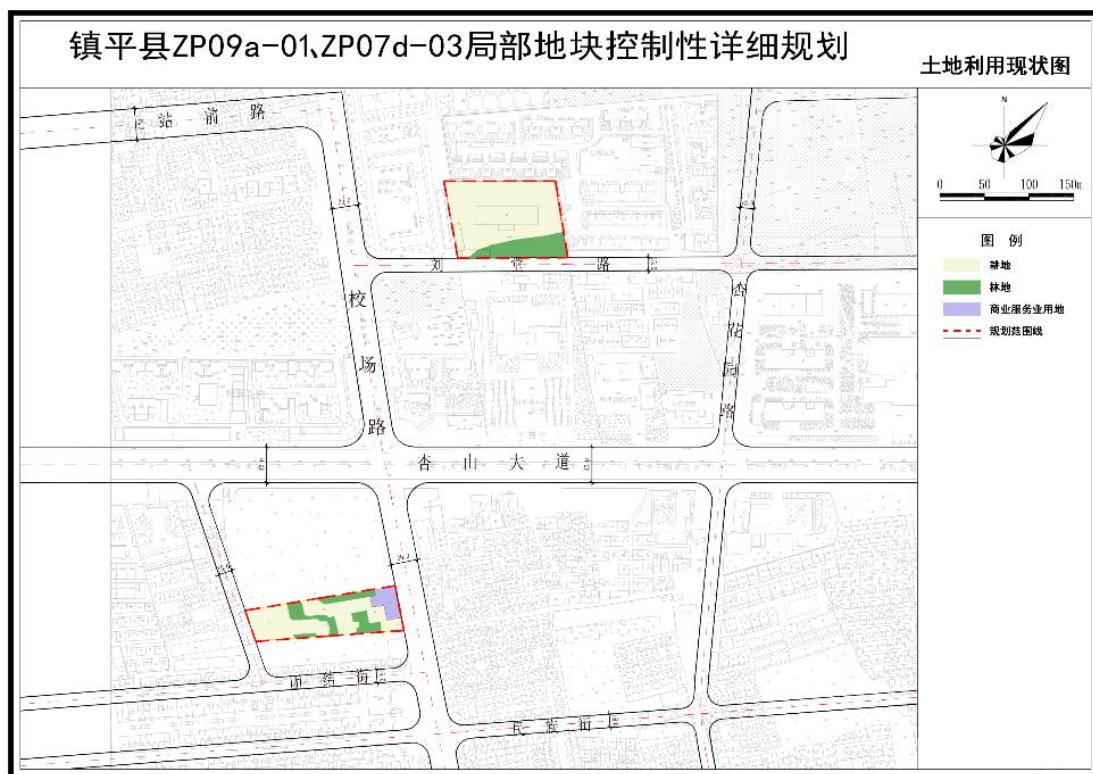 镇平县ZP09a-01、ZP07d-03局部地块控制性详细规划
土地利用现状图
N
0 50 100 150m
图 例
耕地
林地
商业服务业用地
规划范围线
站前路
刘堂路
校场路
杏花园路
杏山大道
民族街